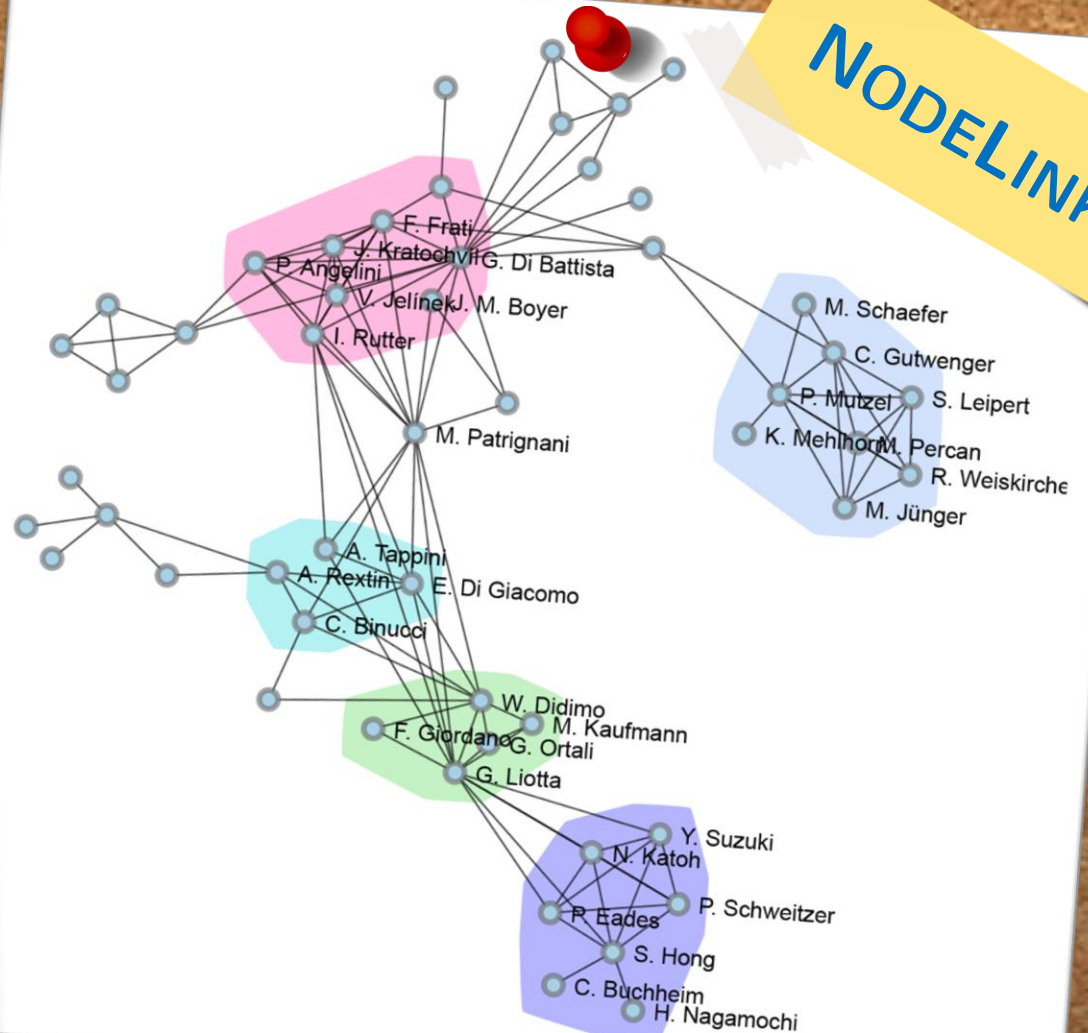 NODELINK
F. Frati
J. Kratochvíl
G. Di Battista
P. Angelini
V. Jelínek
J. M. Boyer
I. Rutter
M. Patrignani
M. Schaefer
C. Gutwenger
P. Mutzel
S. Leipert
K. Mehlhorn
M. Percan
R. Weiskirche
M. Jünger
A. Tappini
A. Rextin
E. Di Giacomo
C. Binucci
W. Didimo
M. Kaufmann
F. Giordano
G. Ortali
G. Liotta
Y. Suzuki
N. Katoh
P. Schweitzer
P. Eades
S. Hong
C. Buchheim
H. Nagamochi